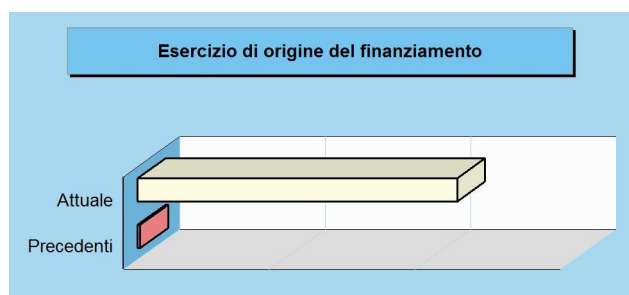 Esercizio di origine del finanziamento
Attuale
Precedenti